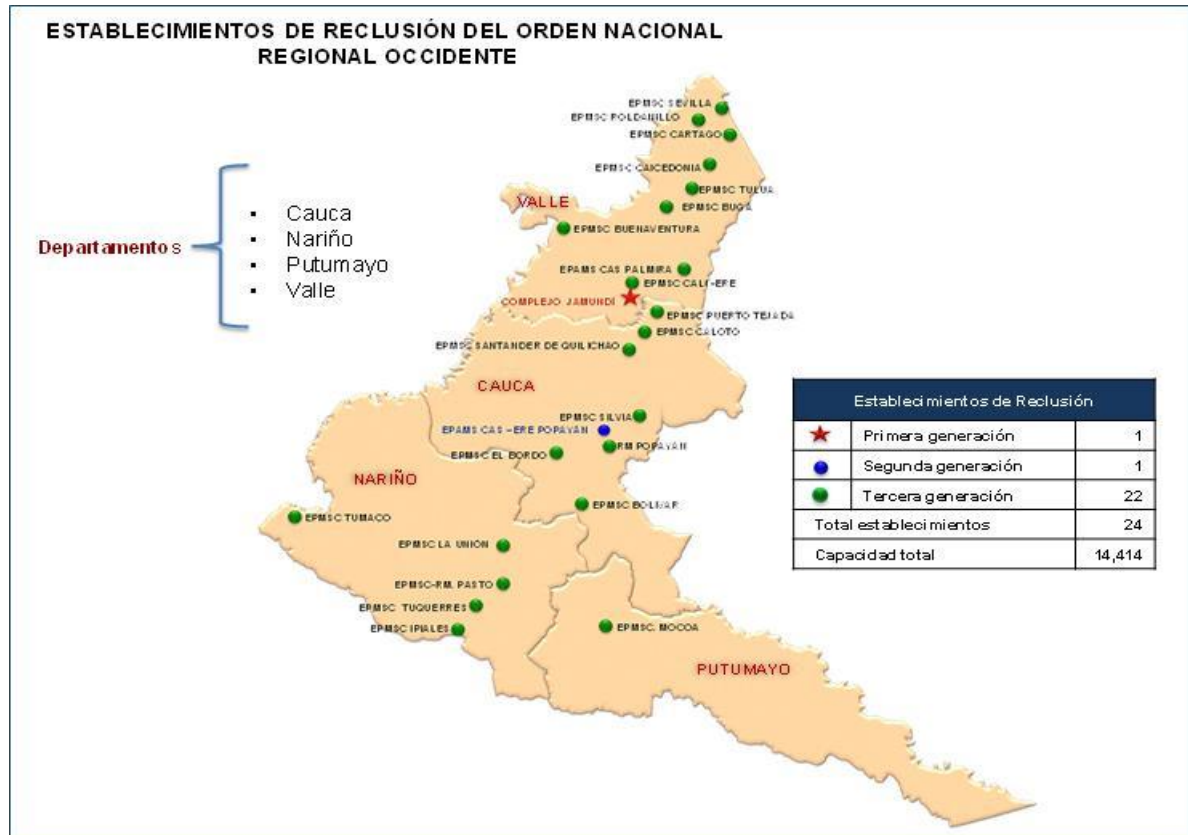 ESTABLECIMIENTOS DE RECLUSIÓN DEL ORDEN NACIONAL
REGIONAL OCCIDENTE
Departamentos
▪ Cauca
▪ Nariño
▪ Putumayo
▪ Valle
EPMSC SEVILLA
EPMSC ROLDANILLO
EPMSC CARTAGO
EPMSC CAICEDONIA
EPMSC TULUA
VALLE
EPMSC BUGA
EPMSC BUENAVENTURA
EPAMS CAS PALMIRA
EPMSC CALI -ERE
COMPLEJO JAMUNDÍ
EPMSC PUERTO TEJADA
EPMSC CALOTO
EPMSC SANTANDER DE QUILICHAO
CAUCA
EPMSC SILVIA
EPAMS CAS -ERE POPAYÁN
RM POPAYÁN
EPMSC EL BORDO
NARIÑO
EPMSC BOLIVAR
EPMSC TUMACO
EPMSC LA UNIÓN
EPMSC-RM. PASTO
EPMSC TUQUERRES
EPMSC IPIALES
EPMSC. MOCOA
PUTUMAYO
Establecimientos de Reclusión
Primera generación 1
Segunda generación 1
Tercera generación 22
Total establecimientos 24
Capacidad total 14,414